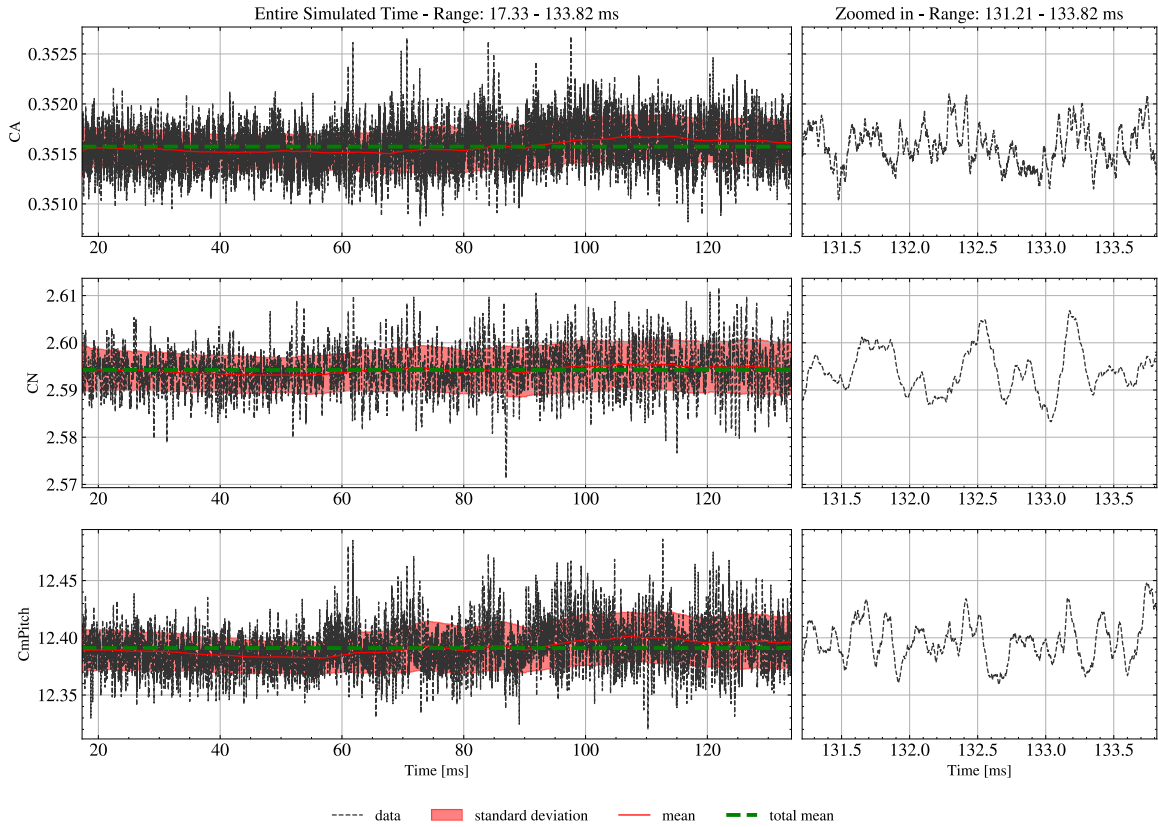 Entire Simulated Time - Range: 17.33 - 133.82 ms
Zoomed in - Range: 131.21 - 133.82 ms
0.3525
0.3520
0.3515
0.3510
CA
20 40 60 80 100 120
131.5 132.0 132.5 133.0 133.5
2.61
2.60
2.59
2.58
2.57
CN
20 40 60 80 100 120
131.5 132.0 132.5 133.0 133.5
12.45
12.40
12.35
CmPitch
20 40 60 80 100 120
Time [ms]
131.5 132.0 132.5 133.0 133.5
Time [ms]
data standard deviation mean total mean